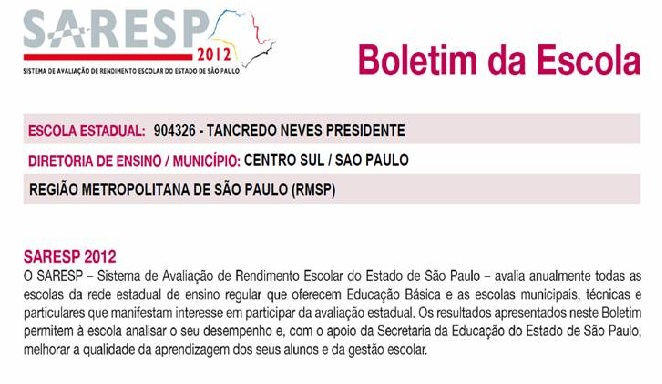 SARESP
2012
SISTEMA DE AVALIAÇÃO DE RENDIMENTO ESCOLAR DO ESTADO DE SÃO PAULO
Boletim da Escola
ESCOLA ESTADUAL: 904326 - TANCREDO NEVES PRESIDENTE
DIRETORIA DE ENSINO / MUNICÍPIO: CENTRO SUL / SAO PAULO
REGIÃO METROPOLITANA DE SÃO PAULO (RMSP)
SARESP 2012
O SARESP – Sistema de Avaliação de Rendimento Escolar do Estado de São Paulo – avalia anualmente todas as
escolas da rede estadual de ensino regular que oferecem Educação Básica e as escolas municipais, técnicas e
particulares que manifestam interesse em participar da avaliação estadual. Os resultados apresentados neste Boletim
permitem à escola analisar o seu desempenho e, com o apoio da Secretaria da Educação do Estado de São Paulo,
melhorar a qualidade da aprendizagem dos seus alunos e da gestão escolar.